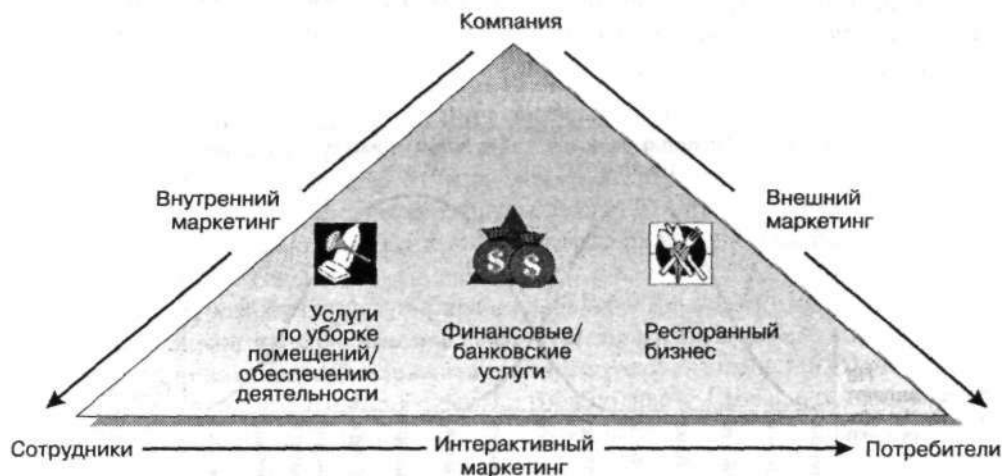 Компания
Внутренний
маркетинг
Внешний
маркетинг
$ $
Услуги
по уборке
помещений/
обеспечению
деятельности
Финансовые/
банковские
услуги
Ресторанный
бизнес
Сотрудники
Интерактивный
маркетинг
Потребители